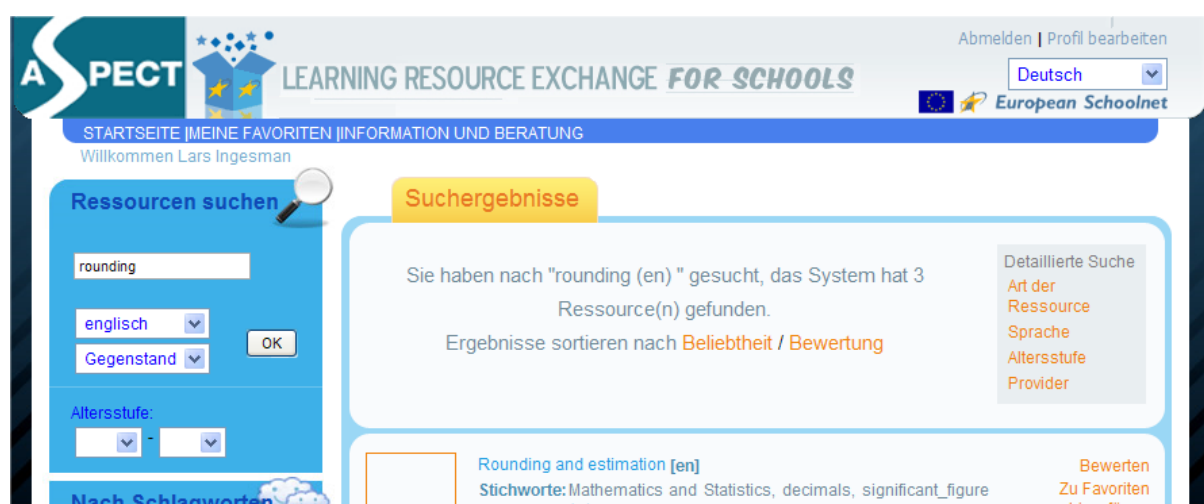 Abmelden | Profil bearbeiten
ASPECT
LEARNING RESOURCE EXCHANGE FOR SCHOOLS
Deutsch
European Schoolnet
STARTSEITE |MEINE FAVORITEN |INFORMATION UND BERATUNG
Willkommen Lars Ingesman
Ressourcen suchen
rounding
englisch
Gegenstand
OK
Altersstufe:
-
Nach Schlagworten
Suchergebnisse
Sie haben nach "rounding (en) " gesucht, das System hat 3
Ressource(n) gefunden.
Ergebnisse sortieren nach Beliebtheit / Bewertung
Detaillierte Suche
Art der
Ressource
Sprache
Altersstufe
Provider
Rounding and estimation [en]
Stichworte: Mathematics and Statistics, decimals, significant_figure
Bewerten
Zu Favoriten